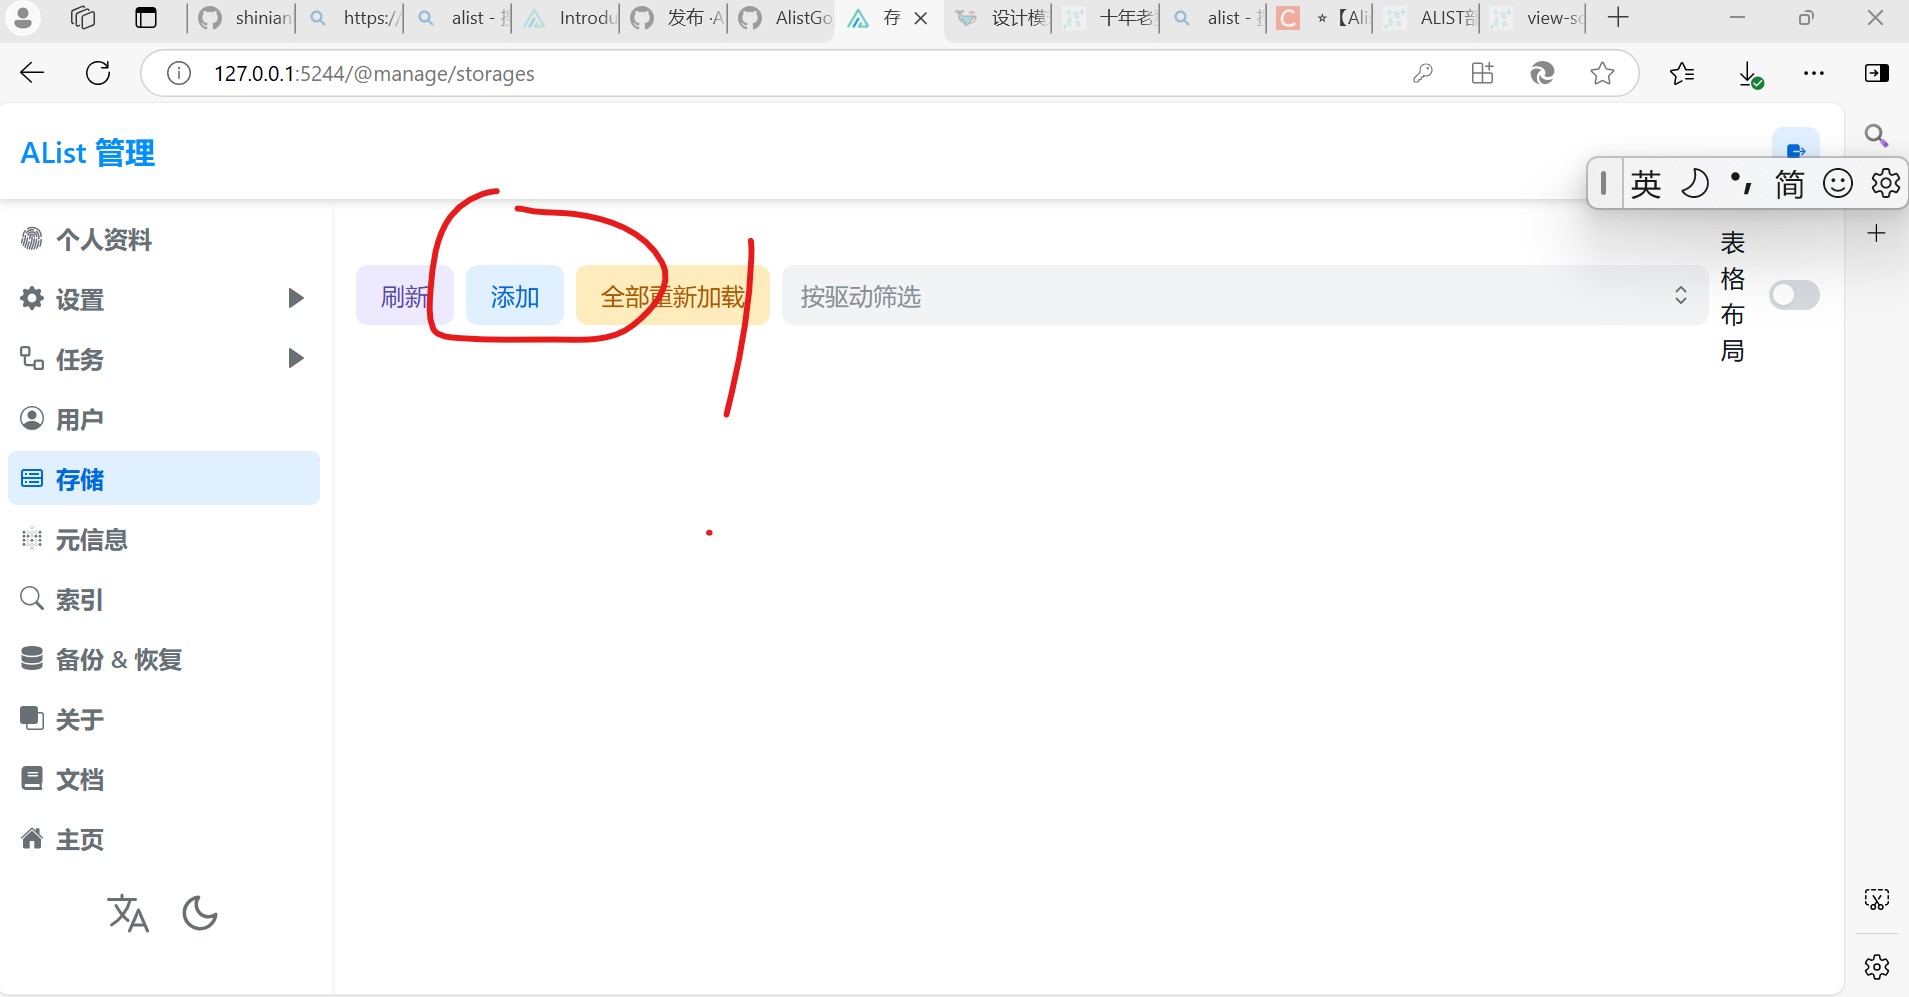 shinian
https:/
alist -
Introdu
发布 ·A
AlistGo
存
设计模
十年老
alist -
C
【Ali
ALIST部
view-so
127.0.0.1:5244/@manage/storages
AList 管理
英
简
个人资料
设置
任务
用户
存储
元信息
索引
备份 & 恢复
关于
文档
主页
刷新
添加
全部重新加载
按驱动筛选
表
格
布
局